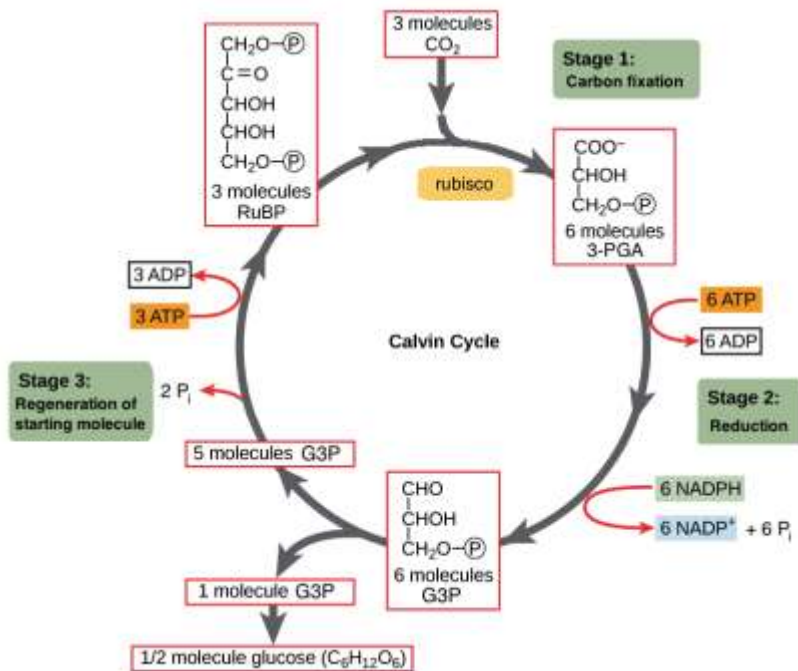 3 molecules
CO₂
Stage 1:
Carbon fixation
CH₂O–Ⓟ
C=O
CHOH
CHOH
CH₂O–Ⓟ
3 molecules
RuBP
rubisco
COO⁻
CHOH
CH₂O–Ⓟ
6 molecules
3-PGA
3 ADP
3 ATP
6 ATP
6 ADP
Calvin Cycle
Stage 3:
Regeneration of
starting molecule
2 Pᵢ
Stage 2:
Reduction
5 molecules G3P
CHO
CHOH
CH₂O–Ⓟ
6 molecules
G3P
6 NADPH
6 NADP⁺ + 6 Pᵢ
1 molecule G3P
1/2 molecule glucose (C₆H₁₂O₆)